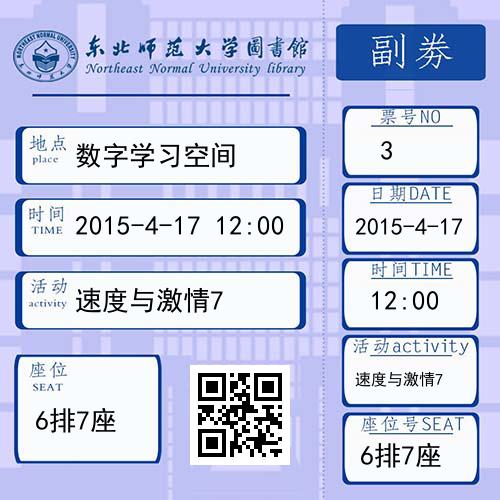 东北师范大学图書館
Northeast Normal University library
地点
place
数字学习空间
时间
TIME
2015-4-17 12:00
活动
activity
速度与激情7
座位
SEAT
6排7座
副券
票号NO
3
日期DATE
2015-4-17
时间TIME
12:00
活动activity
速度与激情7
座位号SEAT
6排7座